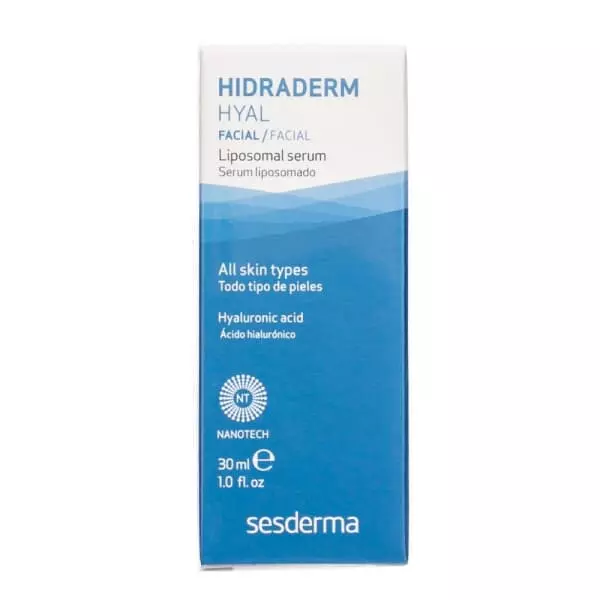 HIDRADERM
HYAL
FACIAL / FACIAL
Liposomal serum
Serum liposomado
All skin types
Todo tipo de pieles
Hyaluronic acid
Ácido hialurónico
NT
NANOTECH
30 ml ℮
1.0 fl. oz
sesderma